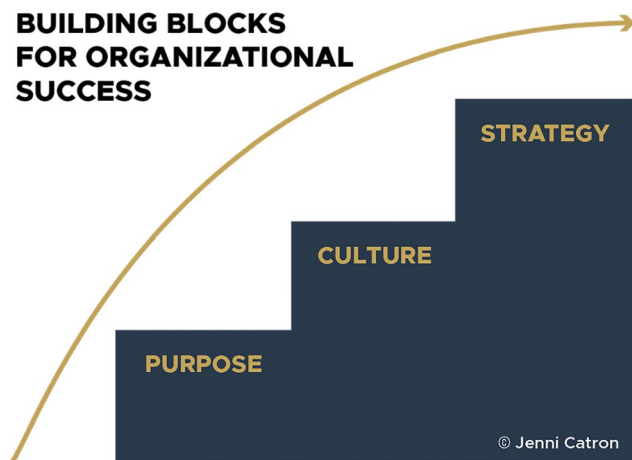 BUILDING BLOCKS
FOR ORGANIZATIONAL
SUCCESS
STRATEGY
CULTURE
PURPOSE
© Jenni Catron